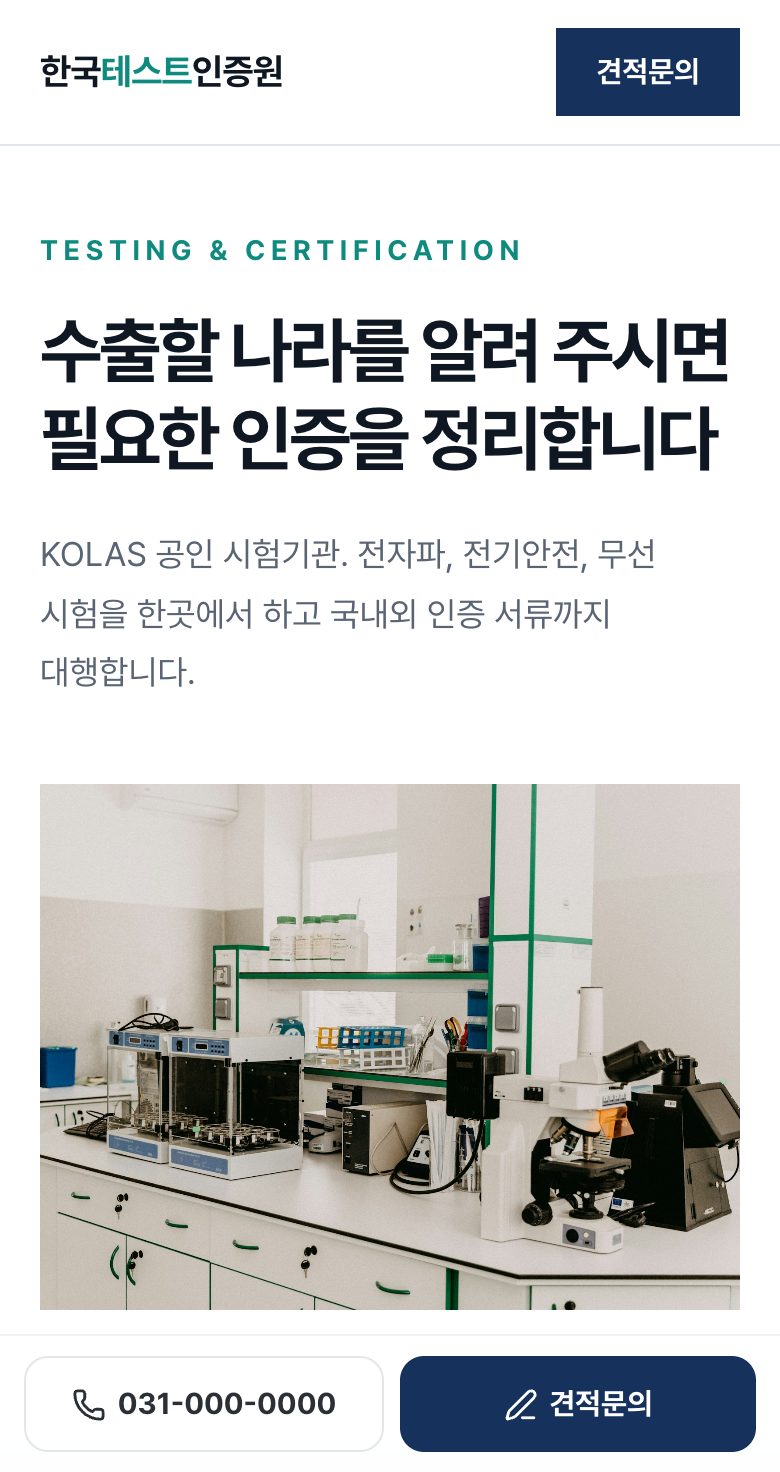 한국테스트인증원
견적문의
TESTING & CERTIFICATION
수출할 나라를 알려 주시면
필요한 인증을 정리합니다
KOLAS 공인 시험기관. 전자파, 전기안전, 무선
시험을 한곳에서 하고 국내외 인증 서류까지
대행합니다.
031-000-0000
견적문의